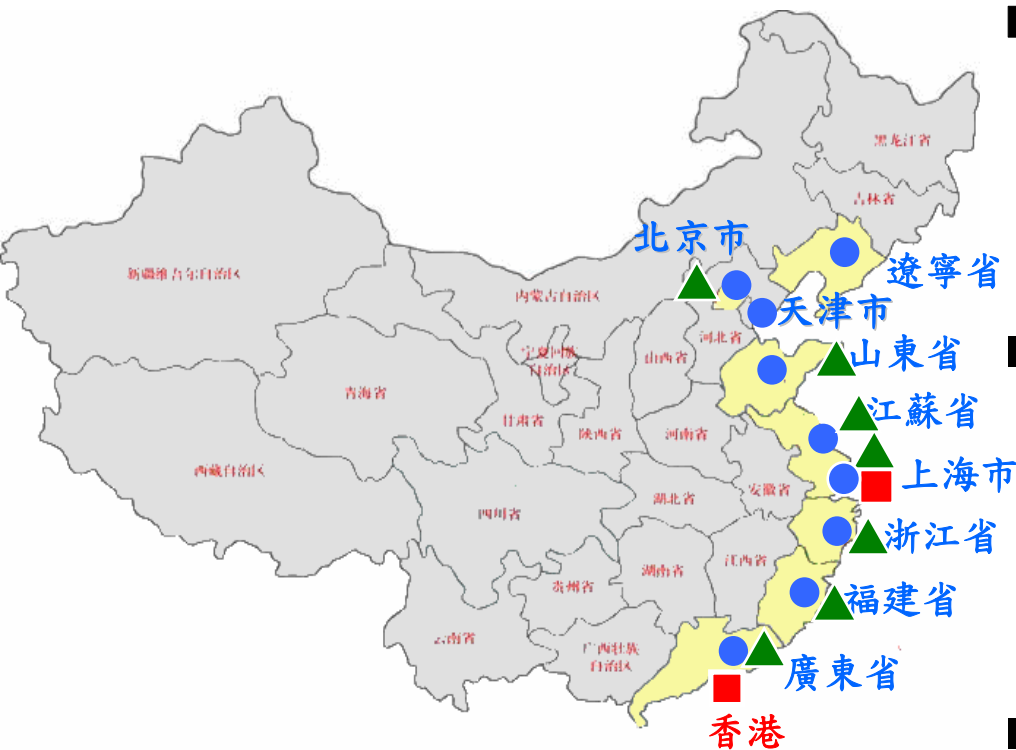 黑龙江省
吉林省
北京市
遼寧省
新疆维吾尔自治区
内蒙古自治区
天津市
河北省
宁夏回族
自治区
山西省
山東省
青海省
甘肃省
陕西省
河南省
江蘇省
西藏自治区
上海市
安徽省
湖北省
四川省
浙江省
江西省
湖南省
贵州省
福建省
云南省
广西壮族
自治区
廣東省
香港